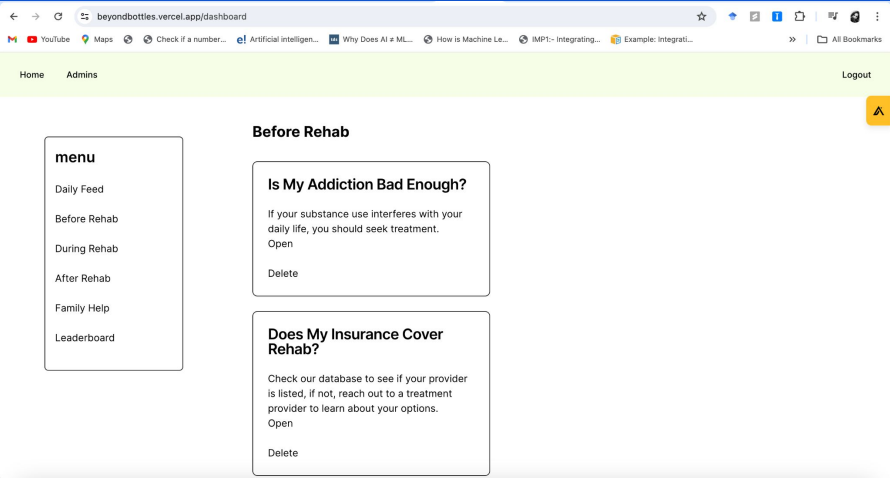 beyondbottles.vercel.app/dashboard
YouTube
Maps
Check if a number...
Artificial intelligen...
Why Does AI ≠ ML...
How is Machine Le...
IMP1:- Integrating...
Example: Integrati...
»
All Bookmarks
Home
Admins
Logout
menu
Daily Feed
Before Rehab
During Rehab
After Rehab
Family Help
Leaderboard
Before Rehab
Is My Addiction Bad Enough?
If your substance use interferes with your
daily life, you should seek treatment.
Open
Delete
Does My Insurance Cover
Rehab?
Check our database to see if your provider
is listed, if not, reach out to a treatment
provider to learn about your options.
Open
Delete